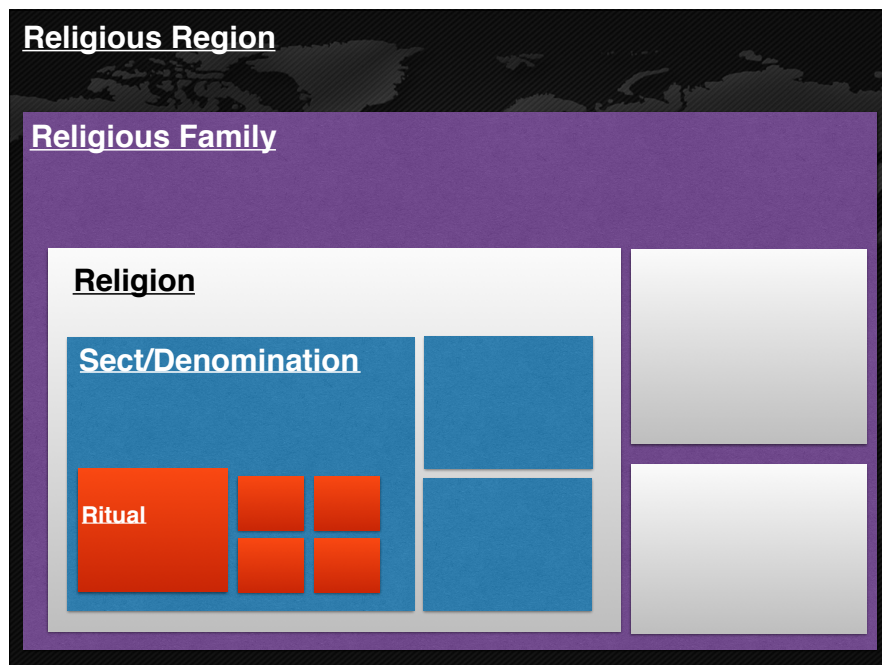 Religious Region
Religious Family
Religion
Sect/Denomination
Ritual